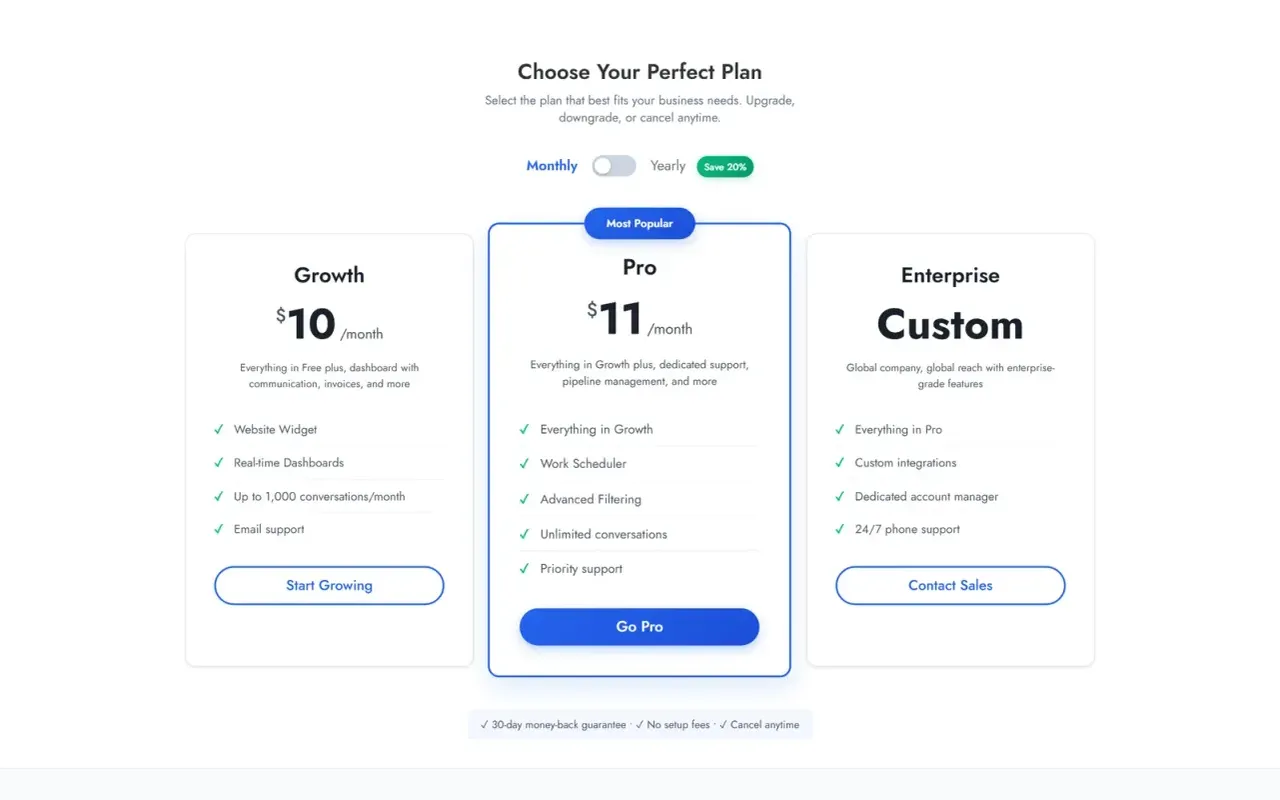 Choose Your Perfect Plan
Select the plan that best fits your business needs. Upgrade,
downgrade, or cancel anytime.
Monthly Yearly Save 20%
Growth
$10 /month
Everything in Free plus, dashboard with
communication, invoices, and more
✓ Website Widget
✓ Real-time Dashboards
✓ Up to 1,000 conversations/month
✓ Email support
Start Growing
Most Popular
Pro
$11 /month
Everything in Growth plus, dedicated support,
pipeline management, and more
✓ Everything in Growth
✓ Work Scheduler
✓ Advanced Filtering
✓ Unlimited conversations
✓ Priority support
Go Pro
Enterprise
Custom
Global company, global reach with enterprise-
grade features
✓ Everything in Pro
✓ Custom integrations
✓ Dedicated account manager
✓ 24/7 phone support
Contact Sales
✓ 30-day money-back guarantee · ✓ No setup fees · ✓ Cancel anytime